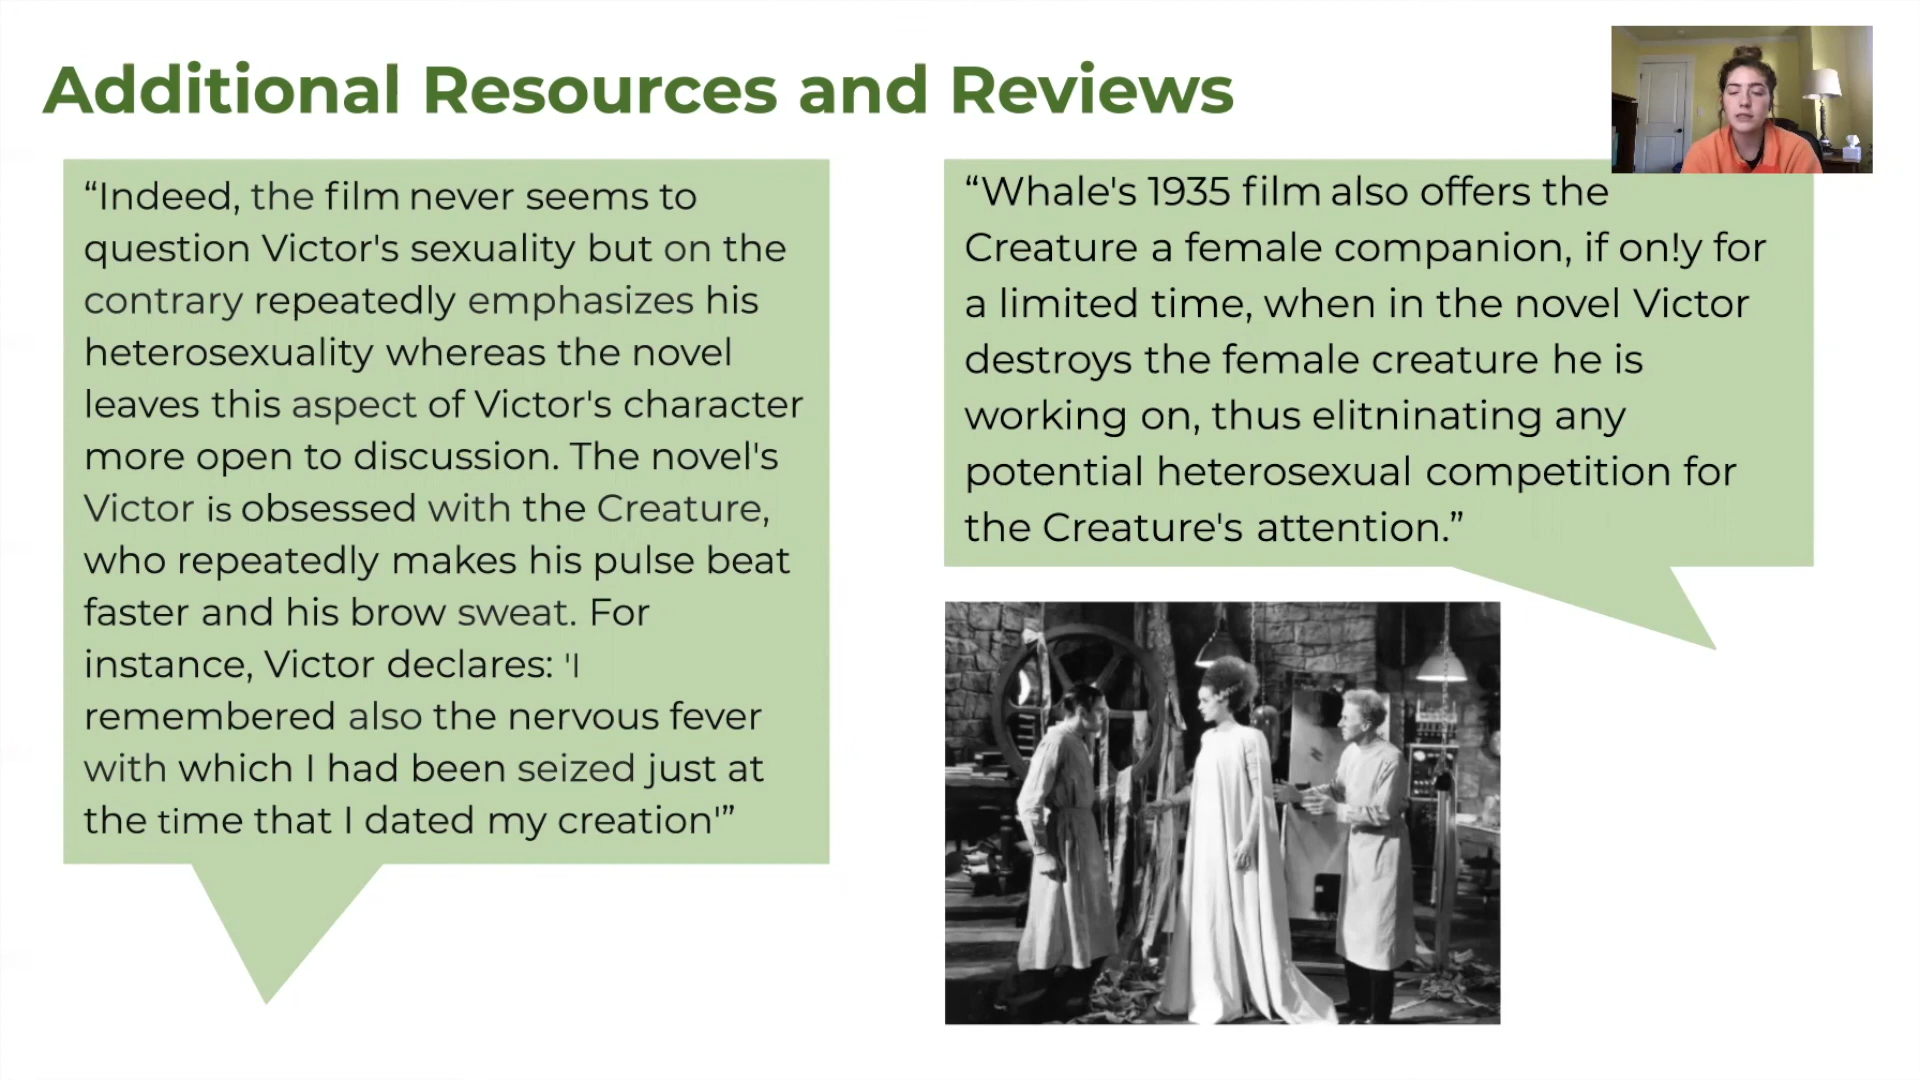 Additional Resources and Reviews
“Indeed, the film never seems to
question Victor's sexuality but on the
contrary repeatedly emphasizes his
heterosexuality whereas the novel
leaves this aspect of Victor's character
more open to discussion. The novel's
Victor is obsessed with the Creature,
who repeatedly makes his pulse beat
faster and his brow sweat. For
instance, Victor declares: 'I
remembered also the nervous fever
with which I had been seized just at
the time that I dated my creation'”
“Whale's 1935 film also offers the
Creature a female companion, if on!y for
a limited time, when in the novel Victor
destroys the female creature he is
working on, thus elitninating any
potential heterosexual competition for
the Creature's attention.”